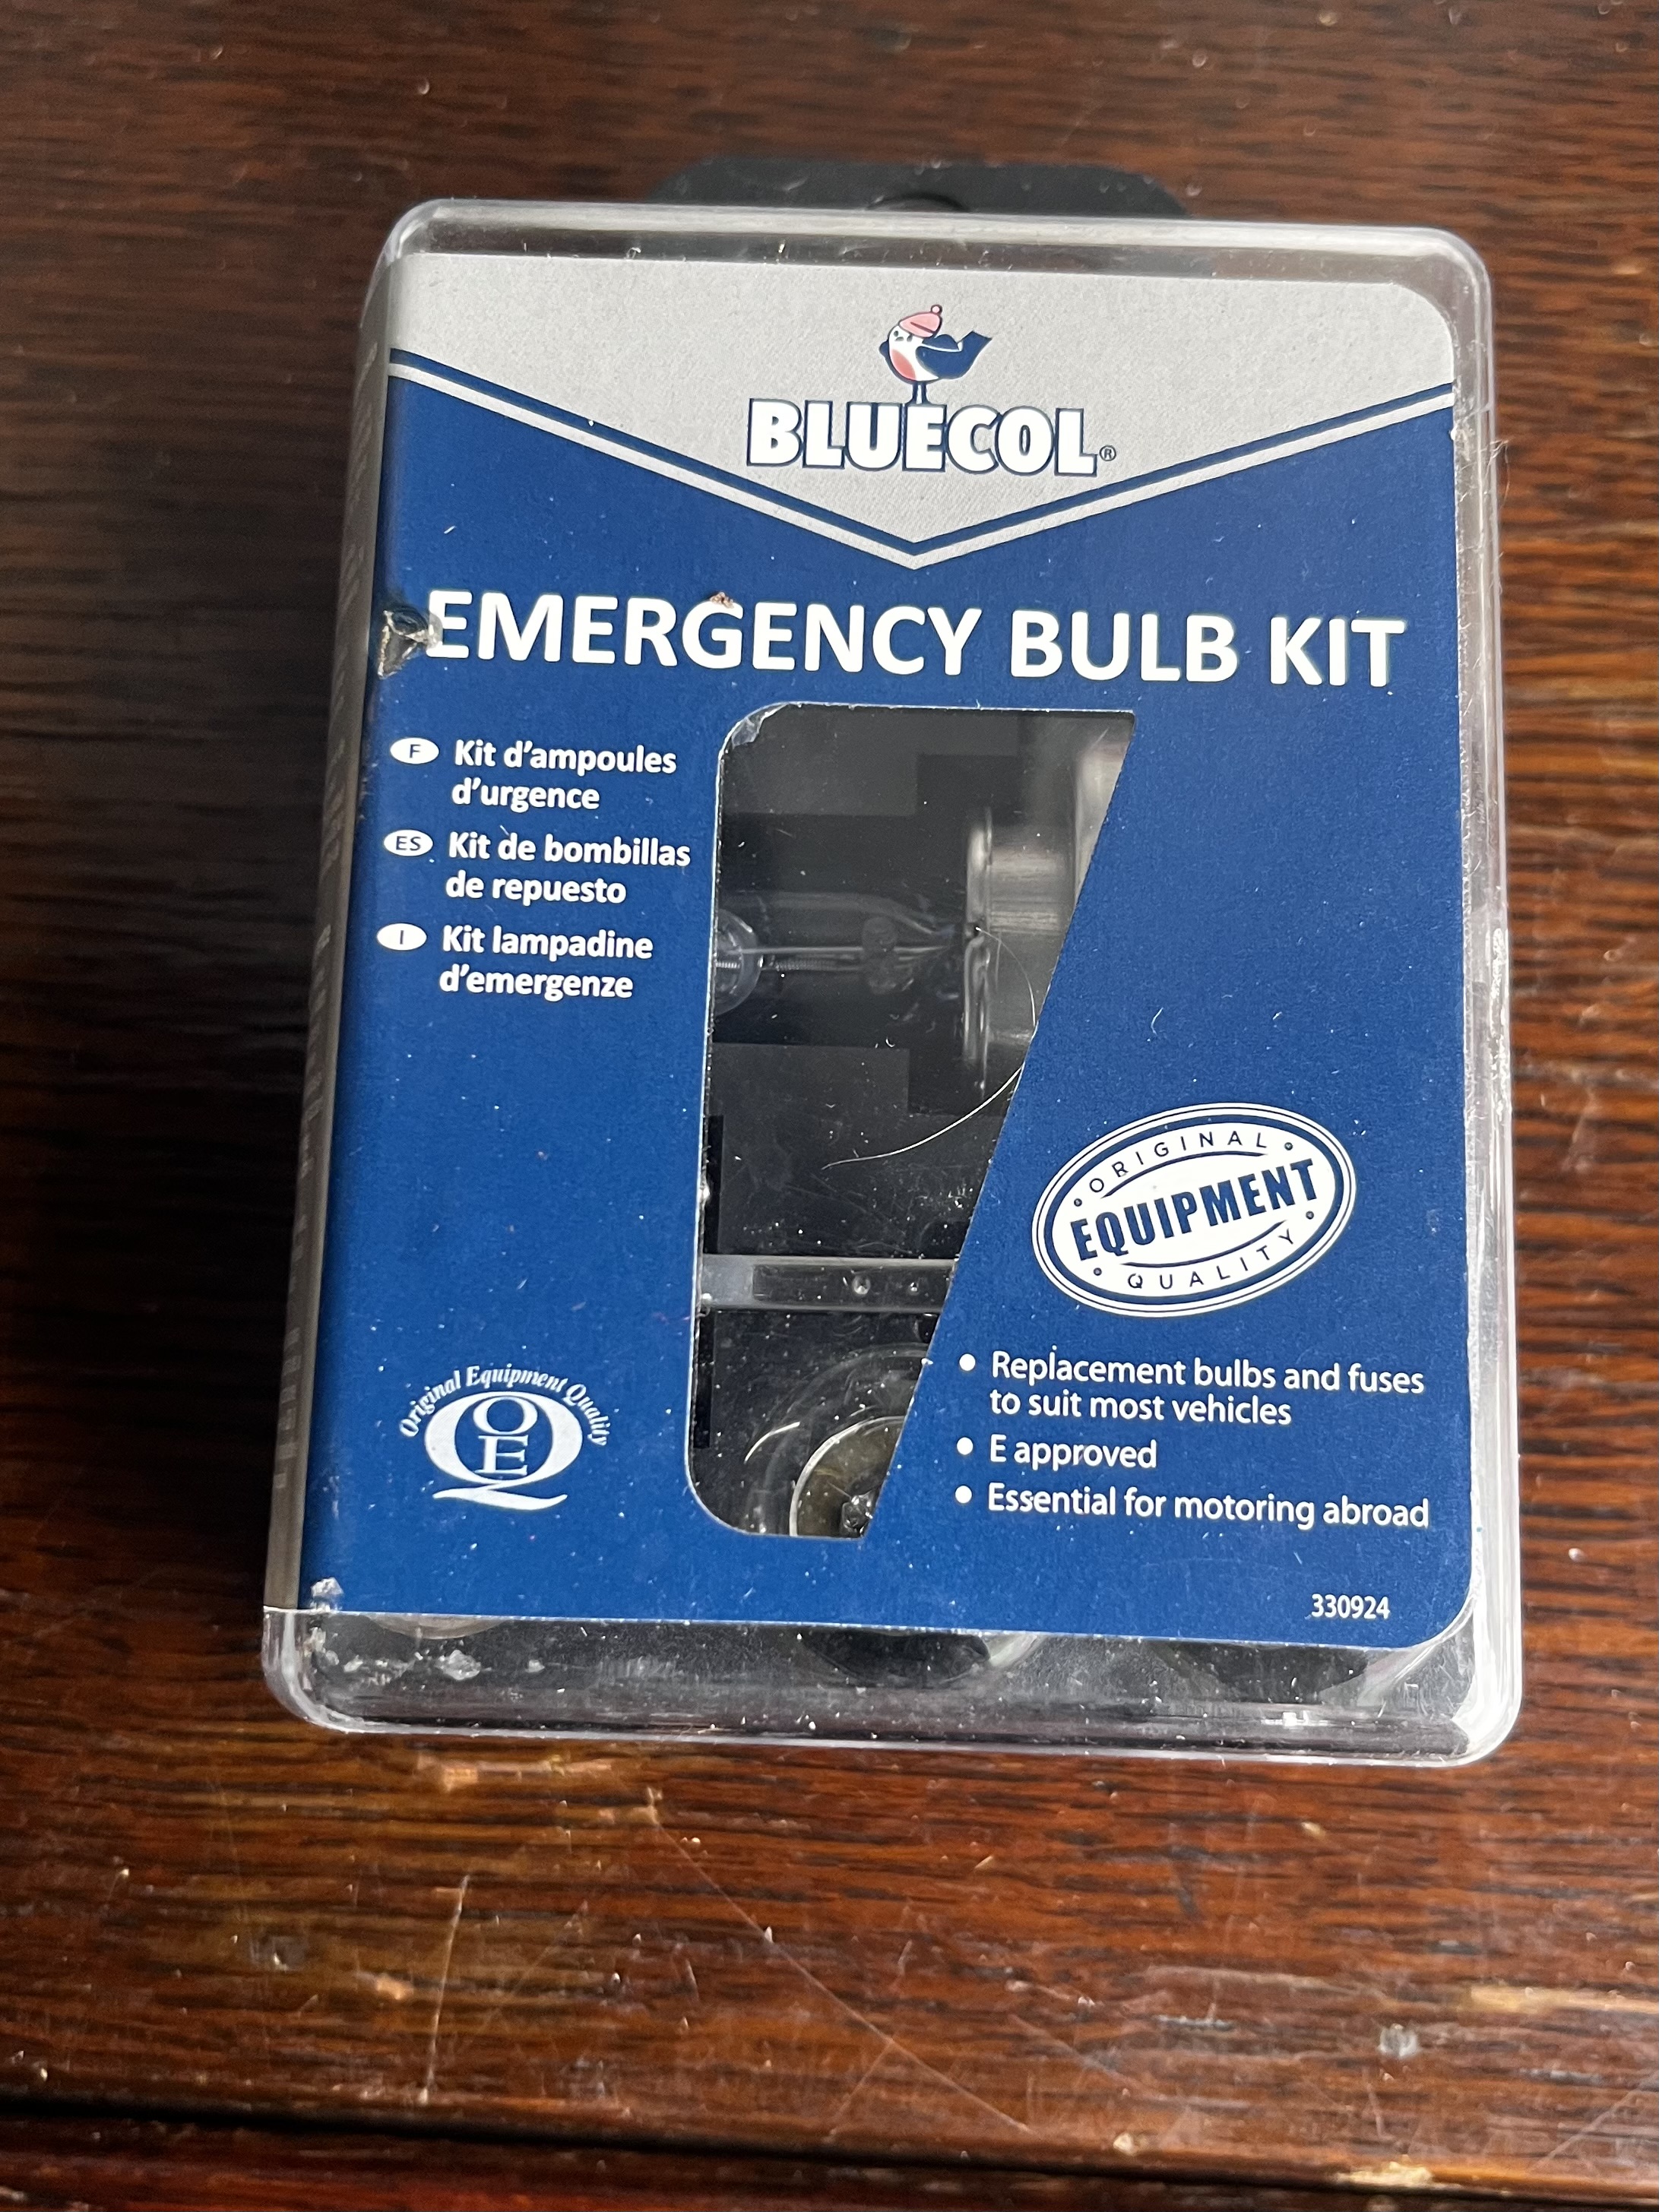 BLUECOL®
EMERGENCY BULB KIT
F Kit d'ampoules
d'urgence
ES Kit de bombillas
de repuesto
I Kit lampadine
d'emergenze
ORIGINAL
EQUIPMENT
QUALITY
Original Equipment Quality
OEQ
• Replacement bulbs and fuses
to suit most vehicles
• E approved
• Essential for motoring abroad
330924